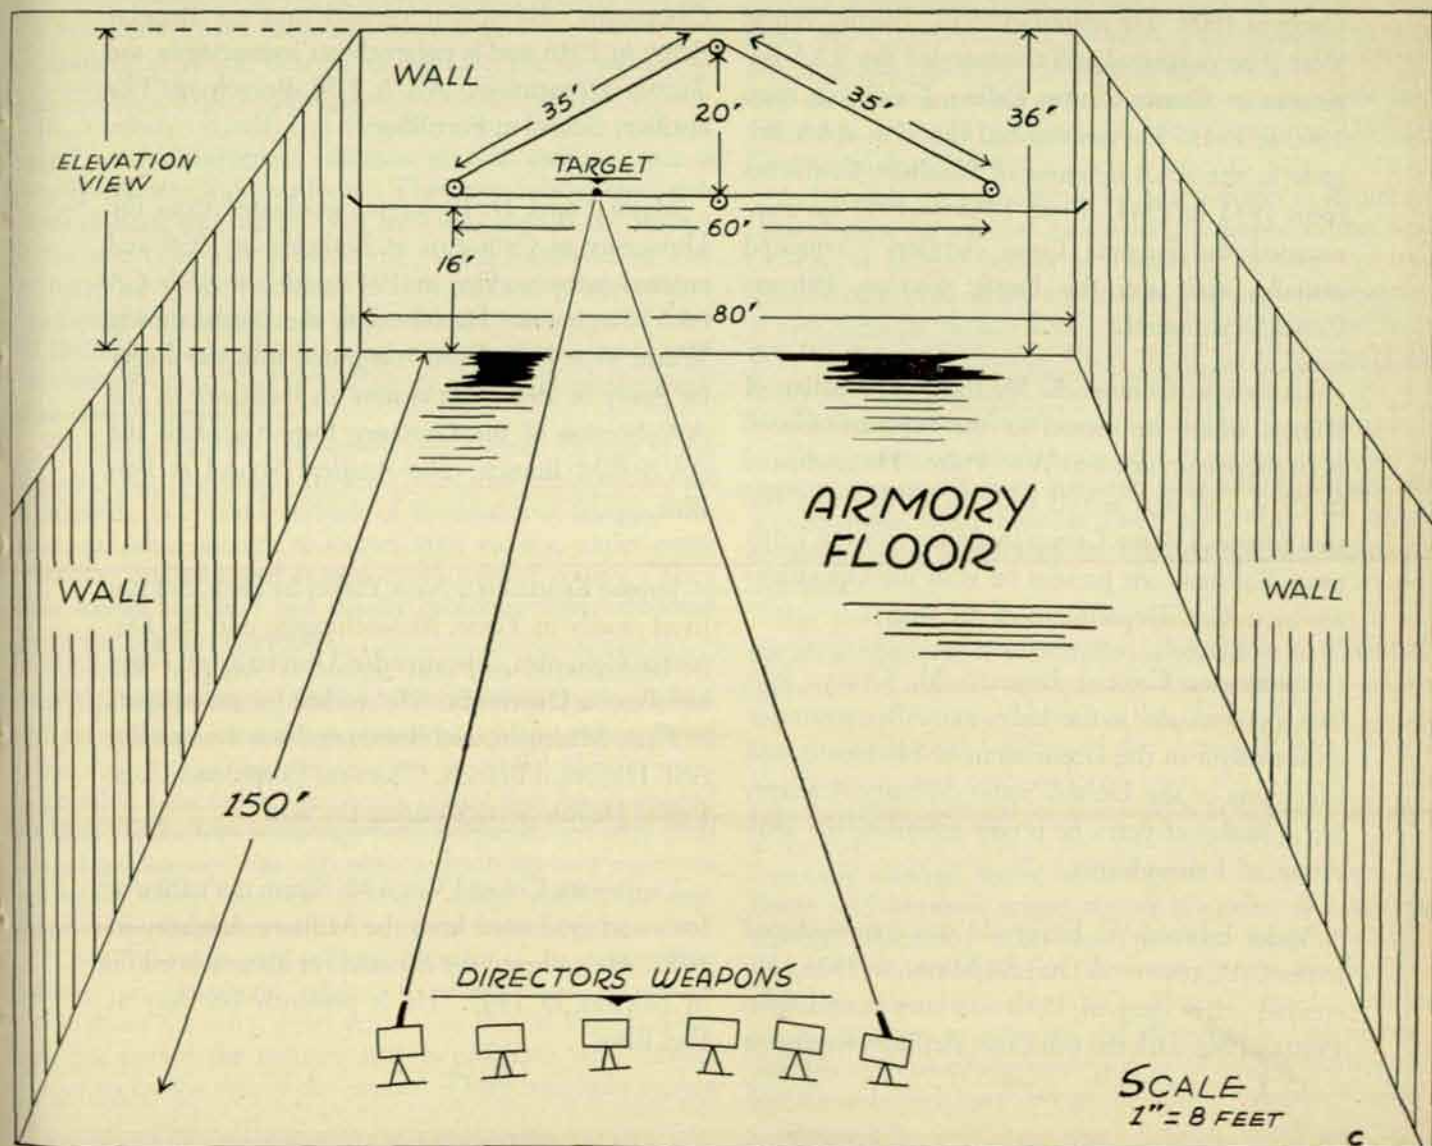 WALL
35'
20'
35'
36'
ELEVATION
VIEW
TARGET
60'
16'
80'
ARMORY
FLOOR
WALL
WALL
150'
DIRECTORS WEAPONS
SCALE
1" = 8 FEET
C